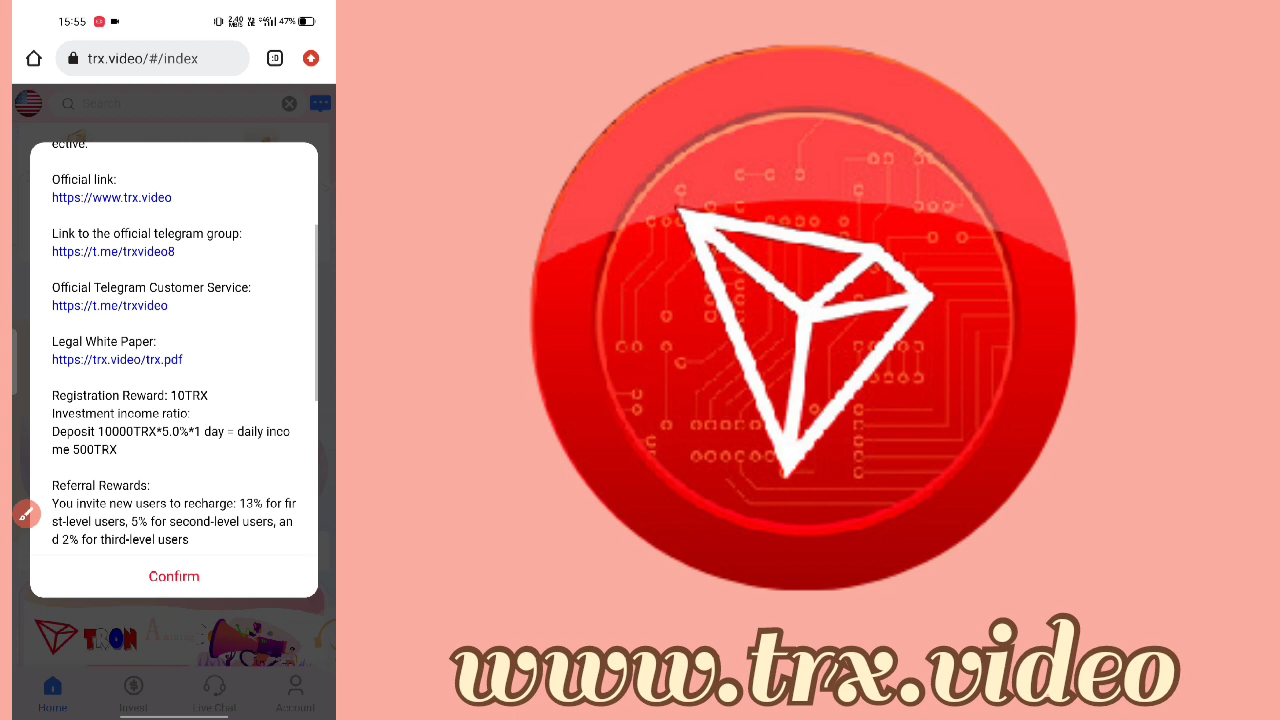 15:55
2.40 47%
MB/S
trx.video/#/index
:D
Search
ective.
Official link:
https://www.trx.video
Link to the official telegram group:
https://t.me/trxvideo8
Official Telegram Customer Service:
https://t.me/trxvideo
Legal White Paper:
https://trx.video/trx.pdf
Registration Reward: 10TRX
Investment income ratio:
Deposit 10000TRX*5.0%*1 day = daily inco
me 500TRX
Referral Rewards:
You invite new users to recharge: 13% for fir
st-level users, 5% for second-level users, an
d 2% for third-level users
Confirm
TRON
Home Invest Live Chat Account
www.trx.video